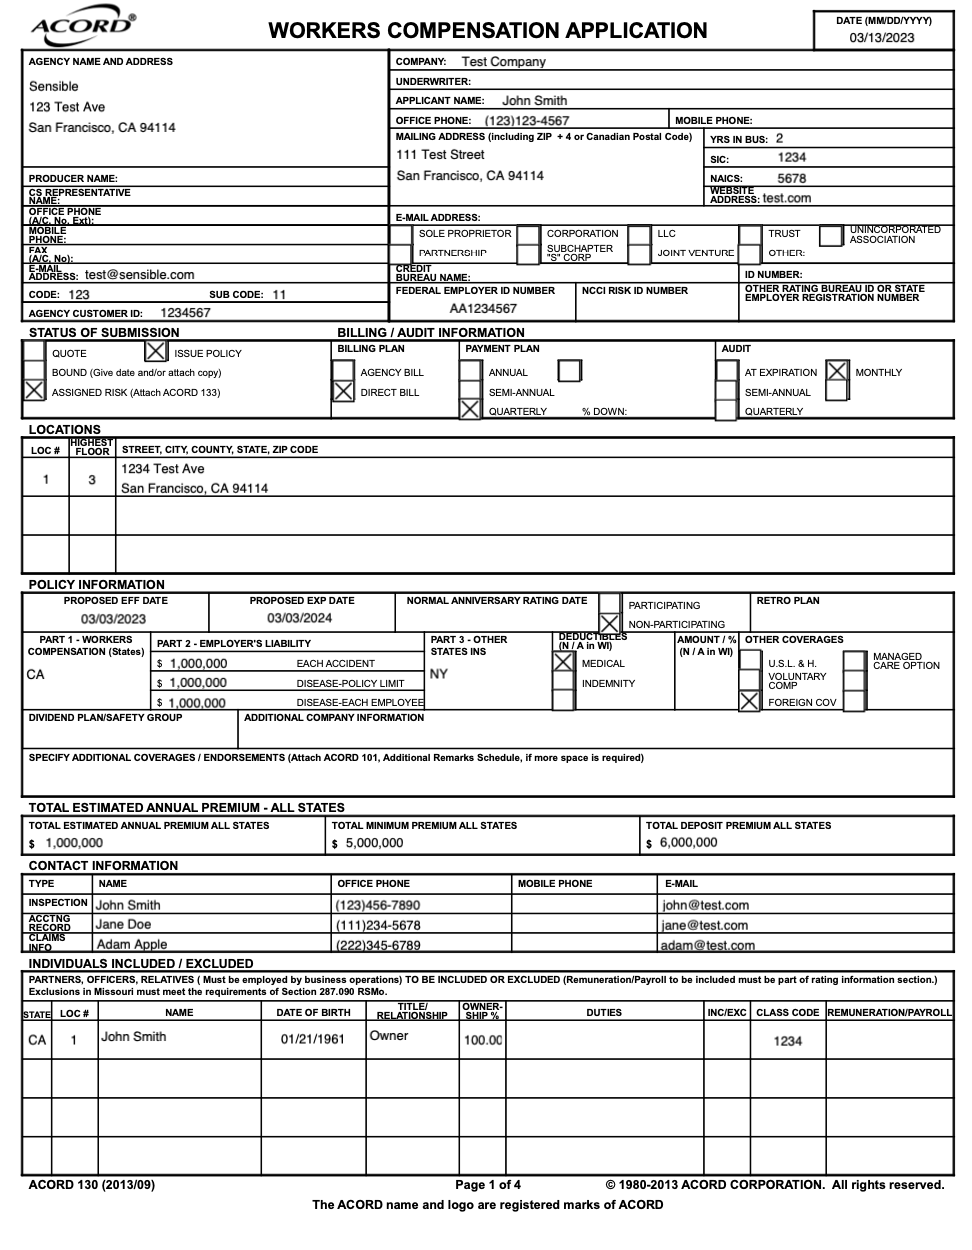 ACORD®
WORKERS COMPENSATION APPLICATION
DATE (MM/DD/YYYY)
03/13/2023
AGENCY NAME AND ADDRESS
Sensible
123 Test Ave
San Francisco, CA 94114
PRODUCER NAME:
CS REPRESENTATIVE
NAME:
OFFICE PHONE
(A/C, No, Ext):
MOBILE
PHONE:
FAX
(A/C, No):
E-MAIL
ADDRESS: test@sensible.com
CODE: 123 SUB CODE: 11
AGENCY CUSTOMER ID: 1234567
COMPANY: Test Company
UNDERWRITER:
APPLICANT NAME: John Smith
OFFICE PHONE: (123)123-4567 MOBILE PHONE:
MAILING ADDRESS (including ZIP + 4 or Canadian Postal Code)
111 Test Street
San Francisco, CA 94114
YRS IN BUS: 2
SIC: 1234
NAICS: 5678
WEBSITE
ADDRESS: test.com
E-MAIL ADDRESS:
SOLE PROPRIETOR CORPORATION LLC TRUST UNINCORPORATED
ASSOCIATION
PARTNERSHIP SUBCHAPTER
"S" CORP JOINT VENTURE OTHER:
CREDIT
BUREAU NAME: ID NUMBER:
FEDERAL EMPLOYER ID NUMBER NCCI RISK ID NUMBER OTHER RATING BUREAU ID OR STATE
EMPLOYER REGISTRATION NUMBER
AA1234567
STATUS OF SUBMISSION
QUOTE ISSUE POLICY
BOUND (Give date and/or attach copy)
ASSIGNED RISK (Attach ACORD 133)
BILLING / AUDIT INFORMATION
BILLING PLAN PAYMENT PLAN AUDIT
AGENCY BILL ANNUAL AT EXPIRATION MONTHLY
DIRECT BILL SEMI-ANNUAL SEMI-ANNUAL
QUARTERLY % DOWN: QUARTERLY
LOCATIONS
LOC # HIGHEST
FLOOR STREET, CITY, COUNTY, STATE, ZIP CODE
1 3 1234 Test Ave
San Francisco, CA 94114
POLICY INFORMATION
PROPOSED EFF DATE PROPOSED EXP DATE NORMAL ANNIVERSARY RATING DATE PARTICIPATING RETRO PLAN
03/03/2023 03/03/2024 NON-PARTICIPATING
PART 1 - WORKERS
COMPENSATION (States)
CA
PART 2 - EMPLOYER'S LIABILITY
$ 1,000,000 EACH ACCIDENT
$ 1,000,000 DISEASE-POLICY LIMIT
$ 1,000,000 DISEASE-EACH EMPLOYEE
PART 3 - OTHER
STATES INS
NY
DEDUCTIBLES
(N / A in WI)
MEDICAL
INDEMNITY
AMOUNT / %
(N / A in WI)
OTHER COVERAGES
U.S.L. & H. MANAGED
CARE OPTION
VOLUNTARY
COMP
FOREIGN COV
DIVIDEND PLAN/SAFETY GROUP ADDITIONAL COMPANY INFORMATION
SPECIFY ADDITIONAL COVERAGES / ENDORSEMENTS (Attach ACORD 101, Additional Remarks Schedule, if more space is required)
TOTAL ESTIMATED ANNUAL PREMIUM - ALL STATES
TOTAL ESTIMATED ANNUAL PREMIUM ALL STATES TOTAL MINIMUM PREMIUM ALL STATES TOTAL DEPOSIT PREMIUM ALL STATES
$ 1,000,000 $ 5,000,000 $ 6,000,000
CONTACT INFORMATION
TYPE NAME OFFICE PHONE MOBILE PHONE E-MAIL
INSPECTION John Smith (123)456-7890 john@test.com
ACCTNG
RECORD Jane Doe (111)234-5678 jane@test.com
CLAIMS
INFO Adam Apple (222)345-6789 adam@test.com
INDIVIDUALS INCLUDED / EXCLUDED
PARTNERS, OFFICERS, RELATIVES ( Must be employed by business operations) TO BE INCLUDED OR EXCLUDED (Remuneration/Payroll to be included must be part of rating information section.)
Exclusions in Missouri must meet the requirements of Section 287.090 RSMo.
STATE LOC # NAME DATE OF BIRTH TITLE/
RELATIONSHIP OWNER-
SHIP % DUTIES INC/EXC CLASS CODE REMUNERATION/PAYROLL
CA 1 John Smith 01/21/1961 Owner 100.00 1234
ACORD 130 (2013/09) Page 1 of 4 © 1980-2013 ACORD CORPORATION. All rights reserved.
The ACORD name and logo are registered marks of ACORD